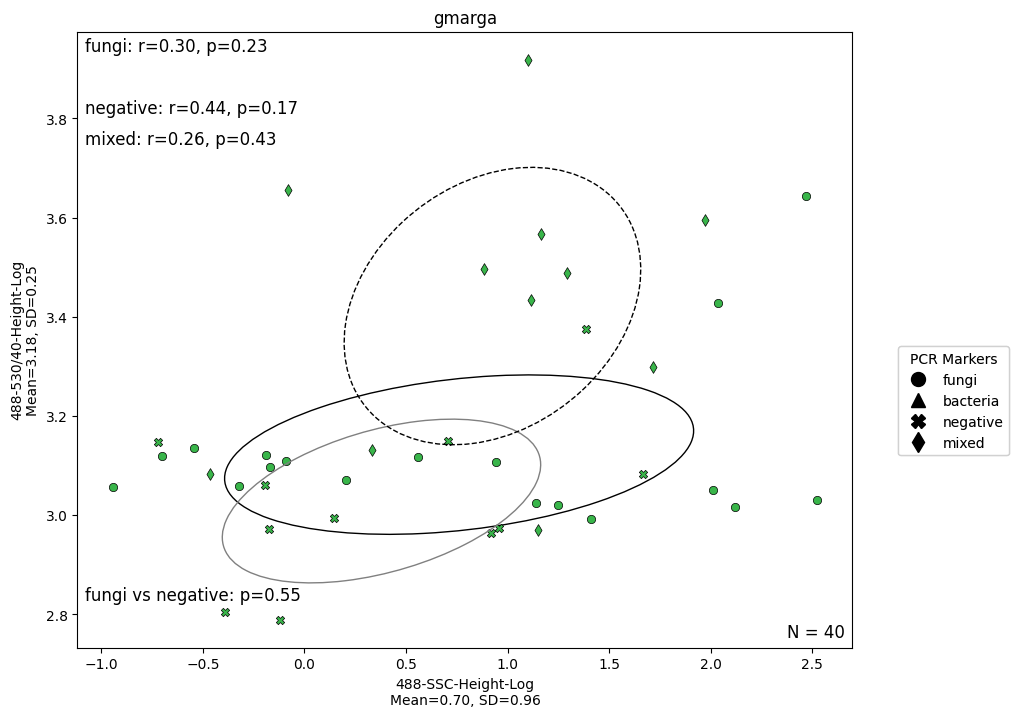 gmarga
fungi: r=0.30, p=0.23
negative: r=0.44, p=0.17
mixed: r=0.26, p=0.43
fungi vs negative: p=0.55
N = 40
488-530/40-Height-Log
Mean=3.18, SD=0.25
3.8
3.6
3.4
3.2
3.0
2.8
−1.0 −0.5 0.0 0.5 1.0 1.5 2.0 2.5
488-SSC-Height-Log
Mean=0.70, SD=0.96
PCR Markers
fungi
bacteria
negative
mixed